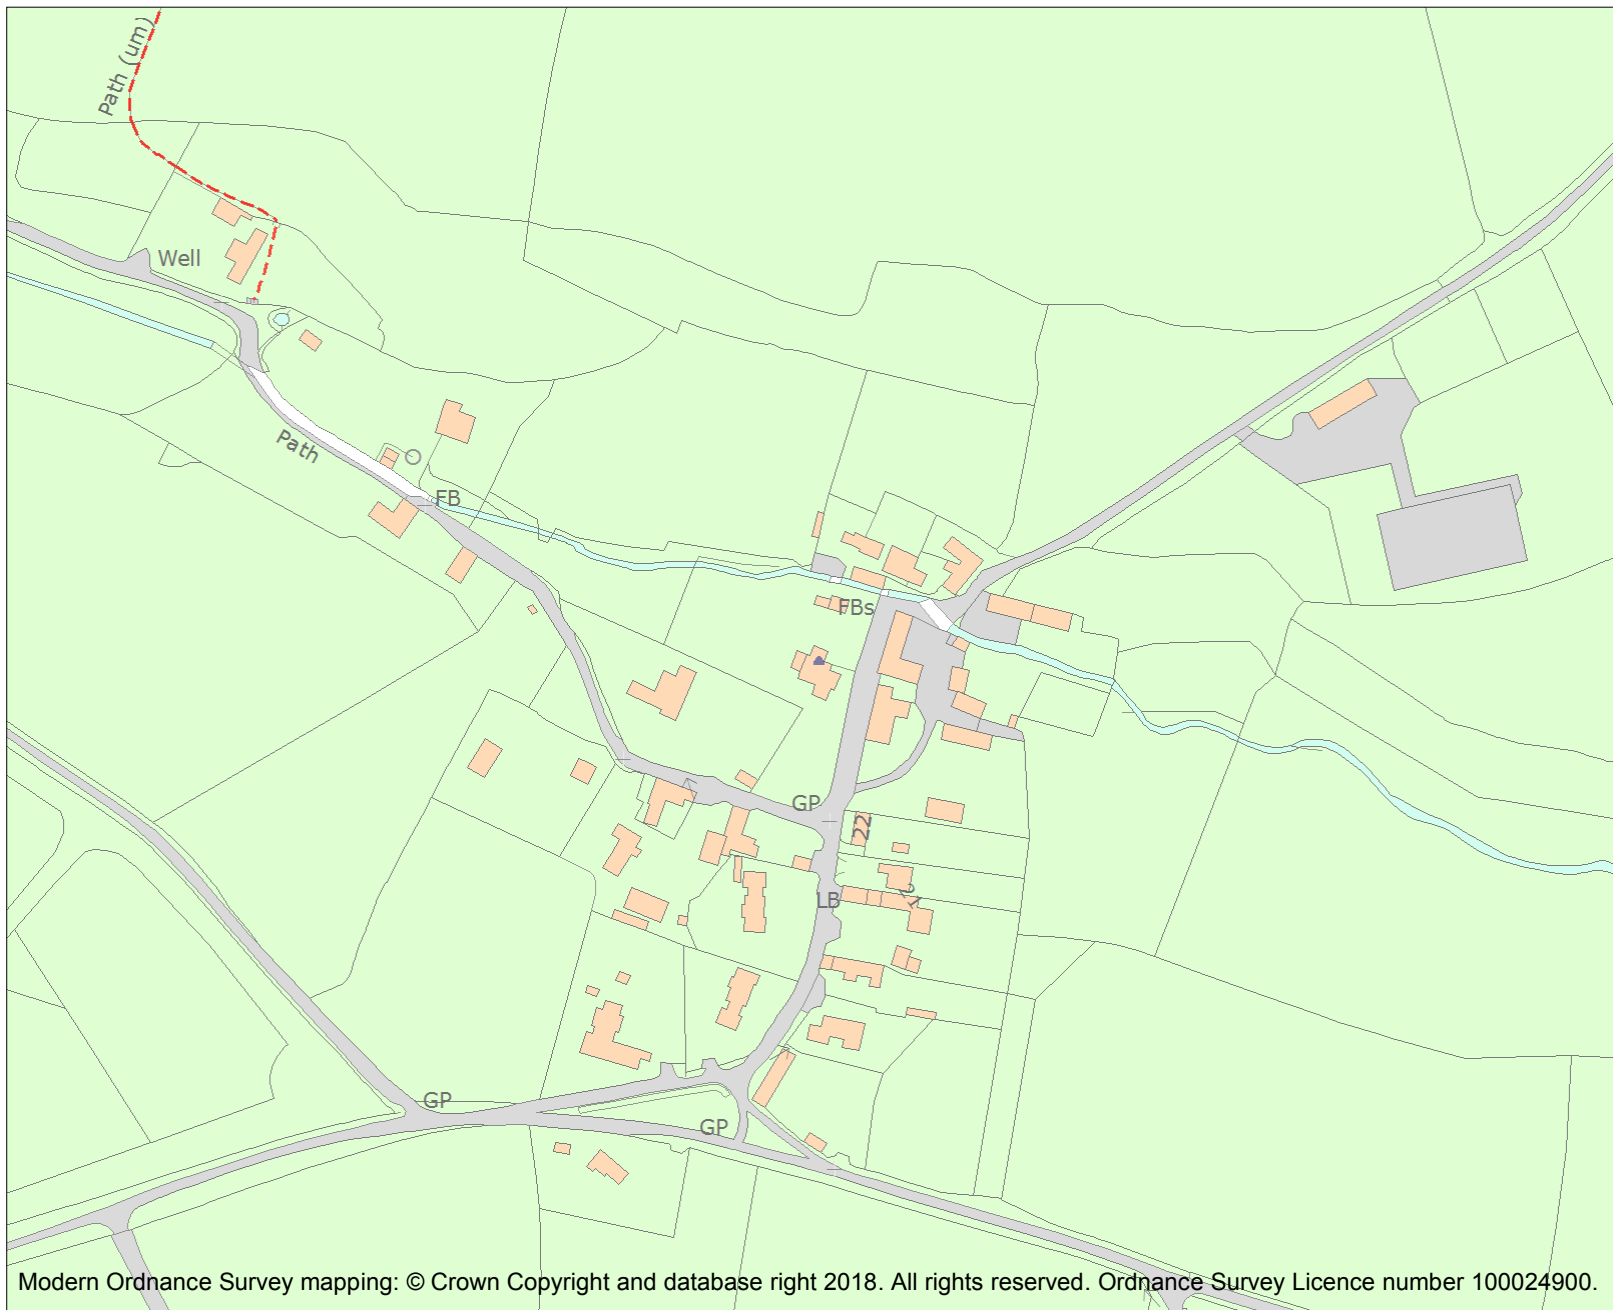 Path (um)
Well
Path
FB
FBs
GP
22
21
LB
GP
GP
Modern Ordnance Survey mapping: © Crown Copyright and database right 2018. All rights reserved. Ordnance Survey Licence number 100024900.